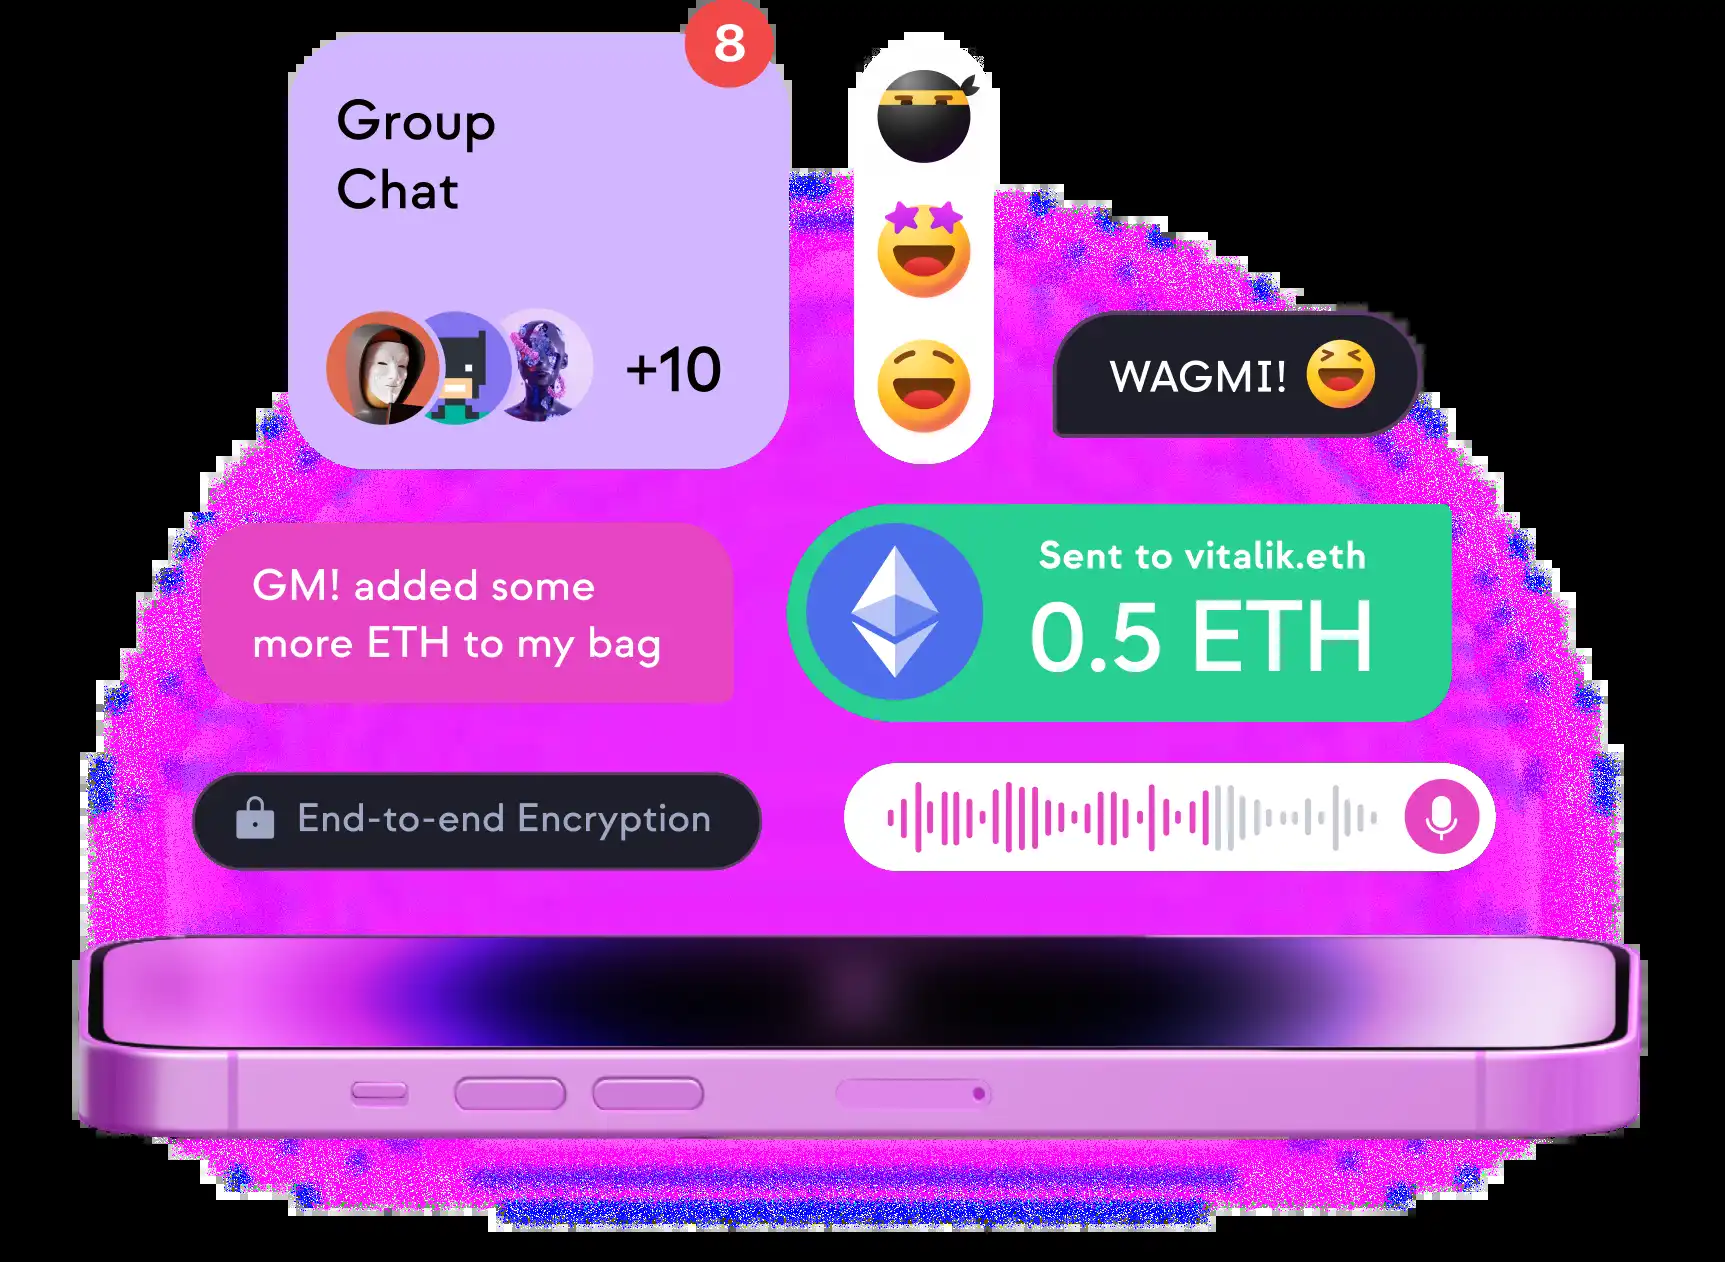 8
Group
Chat
+10
WAGMI!
GM! added some
more ETH to my bag
Sent to vitalik.eth
0.5 ETH
End-to-end Encryption